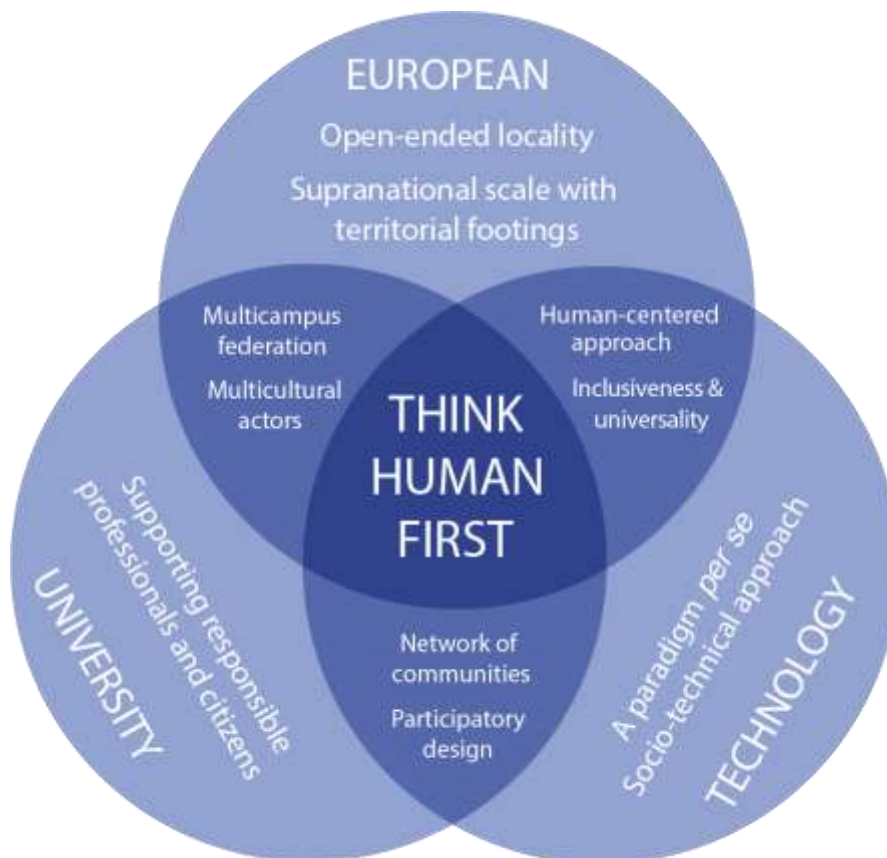 EUROPEAN
Open-ended locality
Supranational scale with
territorial footings
Multicampus
federation
Multicultural
actors
Human-centered
approach
Inclusiveness &
universality
THINK
HUMAN
FIRST
Supporting responsible
professionals and citizens
UNIVERSITY
Network of
communities
Participatory
design
A paradigm per se
Socio-technical approach
TECHNOLOGY